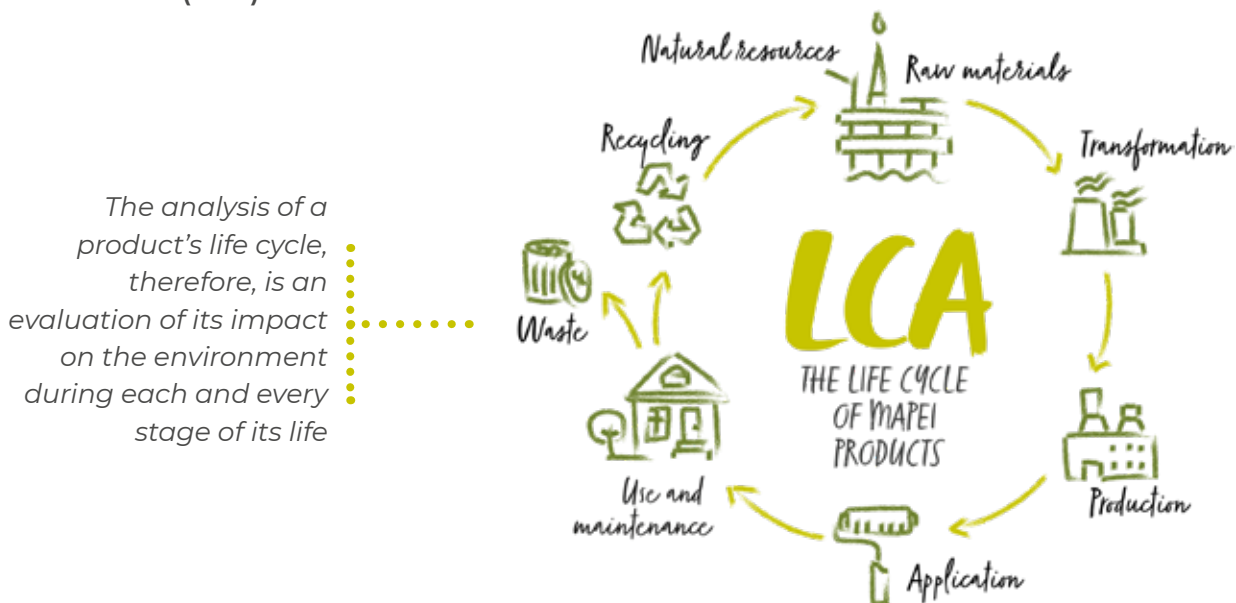 Natural resources
Raw materials
Recycling
Transformation
The analysis of a
product’s life cycle,
therefore, is an
evaluation of its impact
on the environment
during each and every
stage of its life
Waste
LCA
THE LIFE CYCLE
OF MAPEI
PRODUCTS
Use and
maintenance
Production
Application